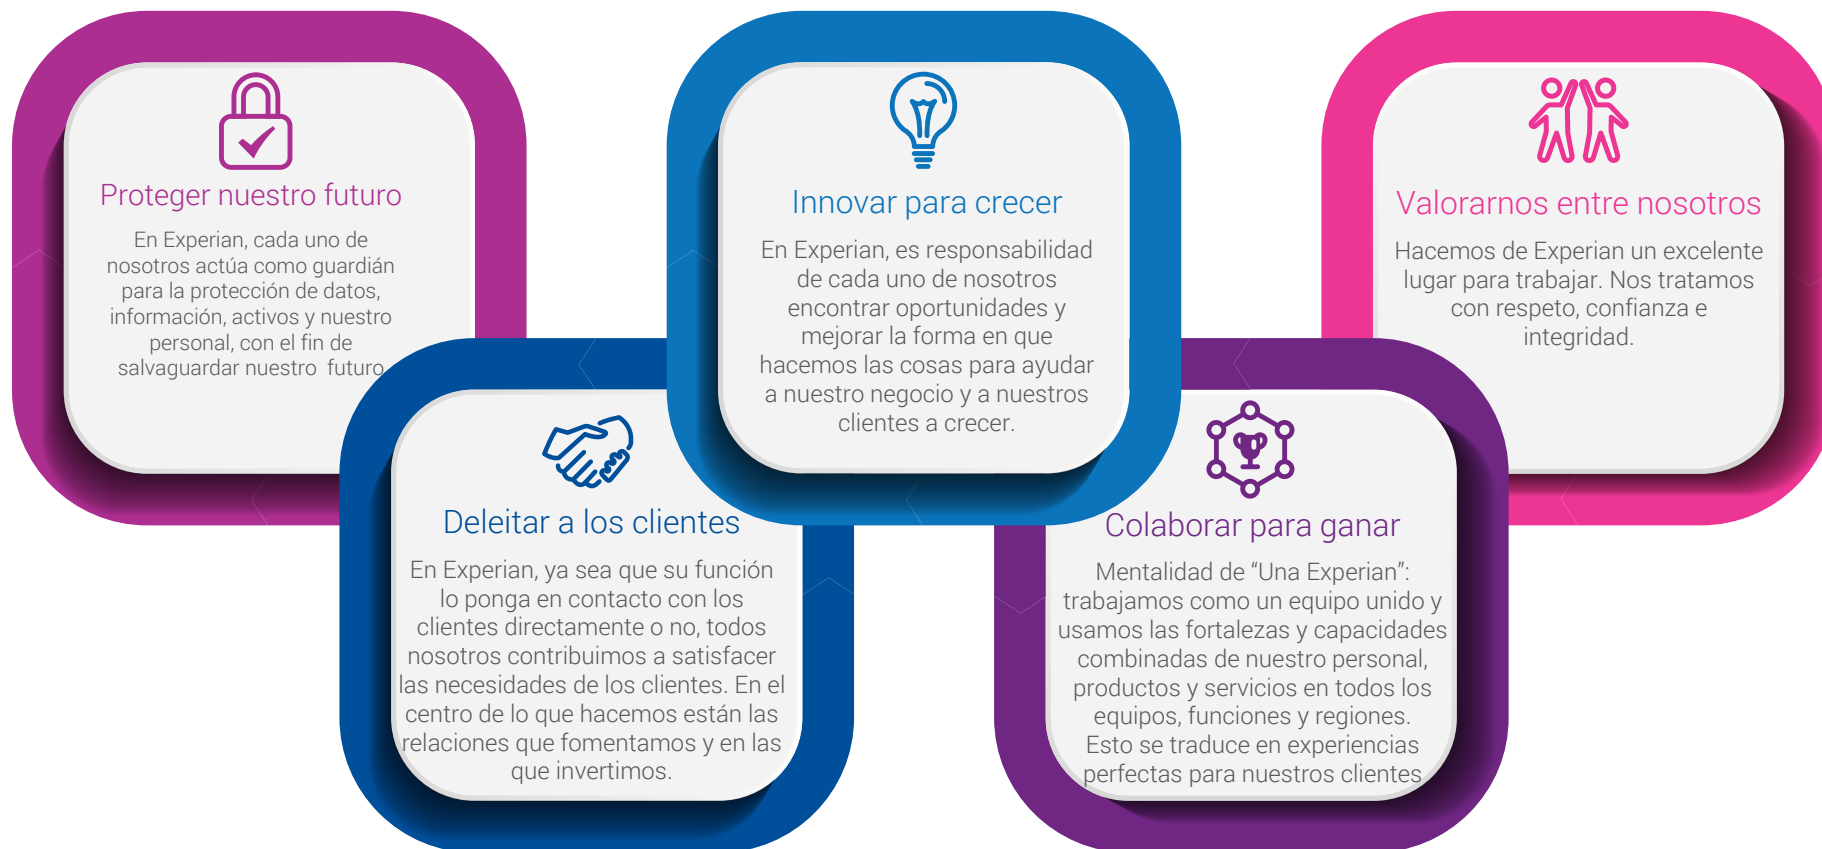 Proteger nuestro futuro
En Experian, cada uno de
nosotros actúa como guardián
para la protección de datos,
información, activos y nuestro
personal, con el fin de
salvaguardar nuestro futuro
Deleitar a los clientes
En Experian, ya sea que su función
lo ponga en contacto con los
clientes directamente o no, todos
nosotros contribuimos a satisfacer
las necesidades de los clientes. En el
centro de lo que hacemos están las
relaciones que fomentamos y en las
que invertimos.
Innovar para crecer
En Experian, es responsabilidad
de cada uno de nosotros
encontrar oportunidades y
mejorar la forma en que
hacemos las cosas para ayudar
a nuestro negocio y a nuestros
clientes a crecer.
Colaborar para ganar
Mentalidad de “Una Experian”:
trabajamos como un equipo unido y
usamos las fortalezas y capacidades
combinadas de nuestro personal,
productos y servicios en todos los
equipos, funciones y regiones.
Esto se traduce en experiencias
perfectas para nuestros clientes
Valorarnos entre nosotros
Hacemos de Experian un excelente
lugar para trabajar. Nos tratamos
con respeto, confianza e
integridad.